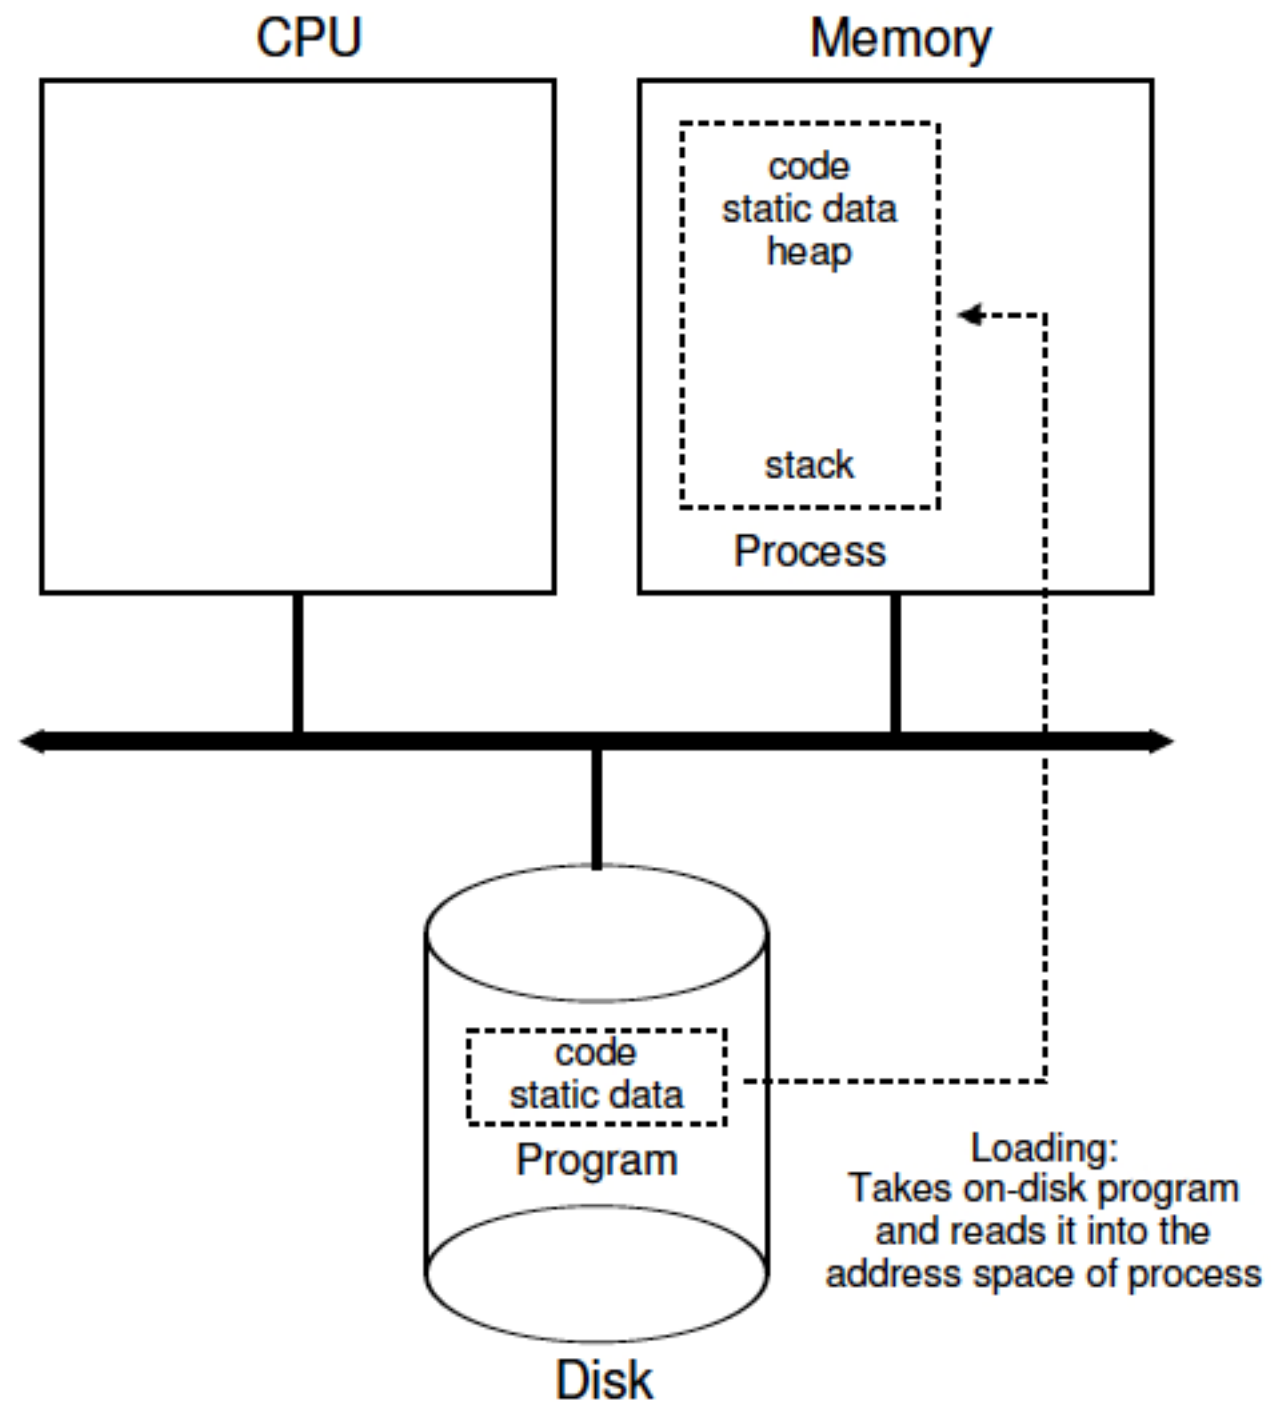 CPU
Memory
code
static data
heap
stack
Process
code
static data
Program
Loading:
Takes on-disk program
and reads it into the
address space of process
Disk